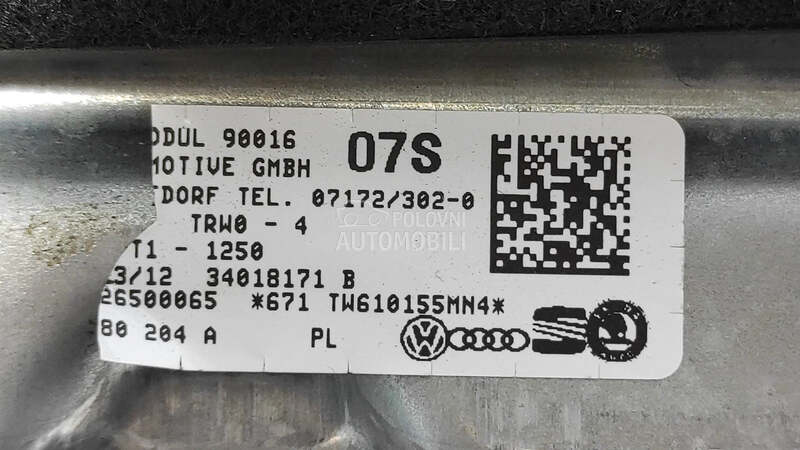 ODUL 90016 07S
MOTIVE GMBH
TDORF TEL. 07172/302-0
TRW0 - 4
POLOVNI
AUTOMOBILI
T1 - 1250
3/12 34018171 B
26500065 *671 TW610155MN4*
80 204 A PL